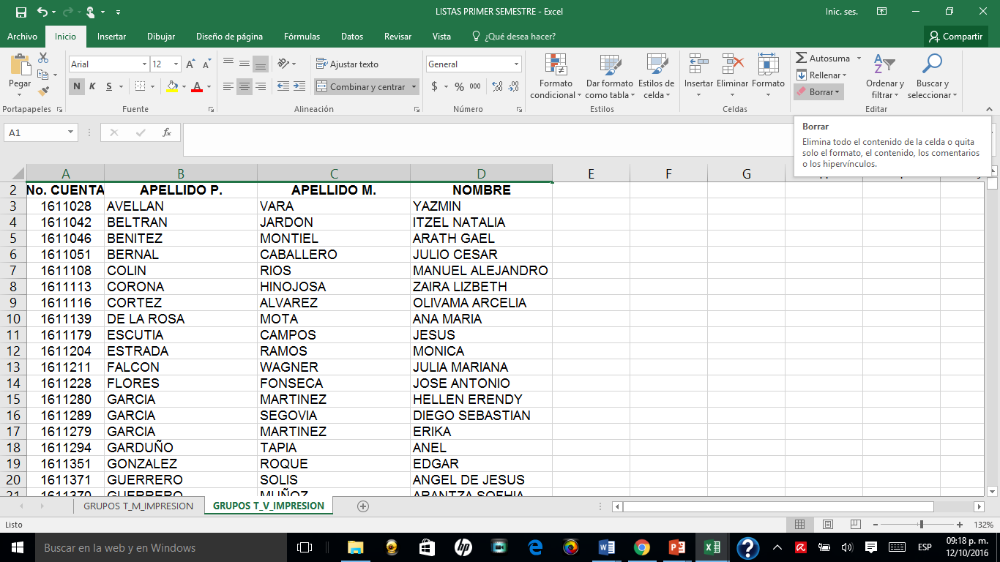 LISTAS PRIMER SEMESTRE - Excel
Inic. ses.
Archivo Inicio Insertar Dibujar Diseño de página Fórmulas Datos Revisar Vista ¿Qué desea hacer? Compartir
Pegar
Portapapeles
Arial 12
N K S
Fuente
Ajustar texto
Combinar y centrar
Alineación
General
$ % 000
Número
Formato condicional
Dar formato como tabla
Estilos de celda
Estilos
Insertar Eliminar Formato
Celdas
Autosuma
Rellenar
Borrar
Ordenar y filtrar
Buscar y seleccionar
Editar
A1 fx
Borrar
Elimina todo el contenido de la celda o quita
solo el formato, el contenido, los comentarios
o los hipervínculos.
A B C D E F G
2 No. CUENTA APELLIDO P. APELLIDO M. NOMBRE
3 1611028 AVELLAN VARA YAZMIN
4 1611042 BELTRAN JARDON ITZEL NATALIA
5 1611046 BENITEZ MONTIEL ARATH GAEL
6 1611051 BERNAL CABALLERO JULIO CESAR
7 1611108 COLIN RIOS MANUEL ALEJANDRO
8 1611113 CORONA HINOJOSA ZAIRA LIZBETH
9 1611116 CORTEZ ALVAREZ OLIVAMA ARCELIA
10 1611139 DE LA ROSA MOTA ANA MARIA
11 1611179 ESCUTIA CAMPOS JESUS
12 1611204 ESTRADA RAMOS MONICA
13 1611211 FALCON WAGNER JULIA MARIANA
14 1611228 FLORES FONSECA JOSE ANTONIO
15 1611280 GARCIA MARTINEZ HELLEN ERENDY
16 1611289 GARCIA SEGOVIA DIEGO SEBASTIAN
17 1611279 GARCIA MARTINEZ ERIKA
18 1611294 GARDUÑO TAPIA ANEL
19 1611351 GONZALEZ ROQUE EDGAR
20 1611371 GUERRERO SOLIS ANGEL DE JESUS
21 1611370 GUERRERO MUÑOZ ARANTZA SOFHIA
GRUPOS T_M_IMPRESION GRUPOS T_V_IMPRESION
Listo 132%
Buscar en la web y en Windows
hp
ESP
09:18 p. m.
12/10/2016